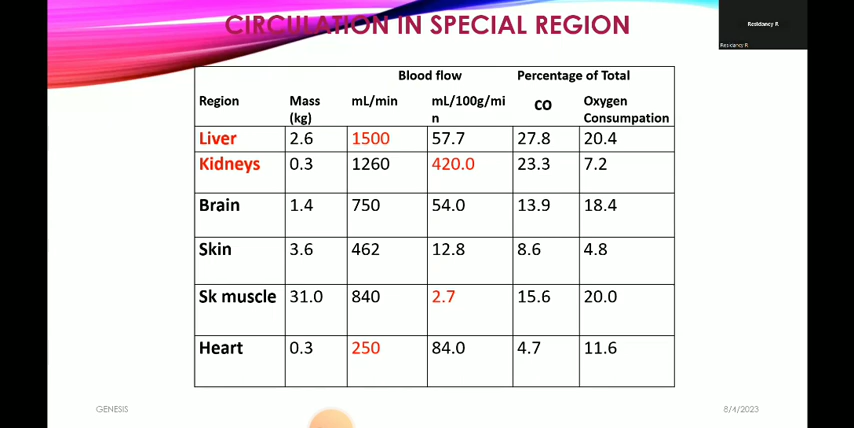 CIRCULATION IN SPECIAL REGION
Residancy R
Residancy R
Blood flow Percentage of Total
Region Mass (kg) mL/min mL/100g/min CO Oxygen Consumpation
Liver 2.6 1500 57.7 27.8 20.4
Kidneys 0.3 1260 420.0 23.3 7.2
Brain 1.4 750 54.0 13.9 18.4
Skin 3.6 462 12.8 8.6 4.8
Sk muscle 31.0 840 2.7 15.6 20.0
Heart 0.3 250 84.0 4.7 11.6
GENESIS 8/4/2023